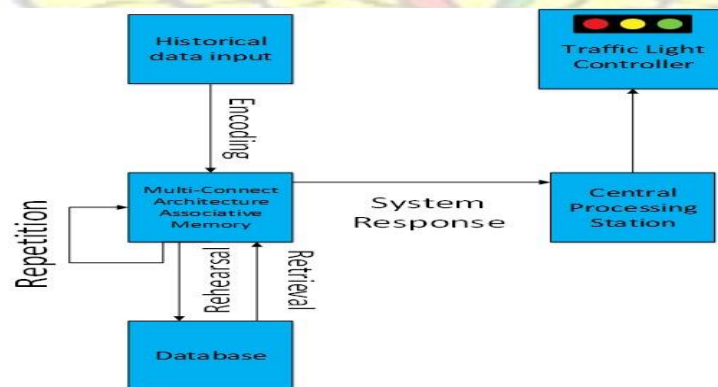 Historical
data input
Traffic Light
Controller
Encoding
Multi-Connect
Architecture
Associative
Memory
System
Response
Central
Processing
Station
Repetition
Rehearsal
Retrieval
Database